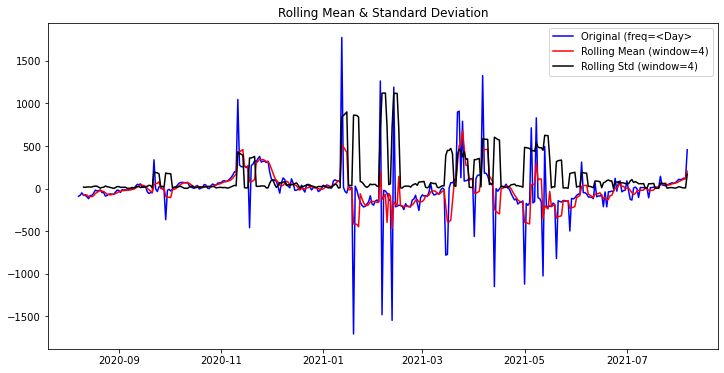 Rolling Mean & Standard Deviation
Original (freq=<Day>
Rolling Mean (window=4)
Rolling Std (window=4)
1500
1000
500
0
−500
−1000
−1500
2020-09 2020-11 2021-01 2021-03 2021-05 2021-07